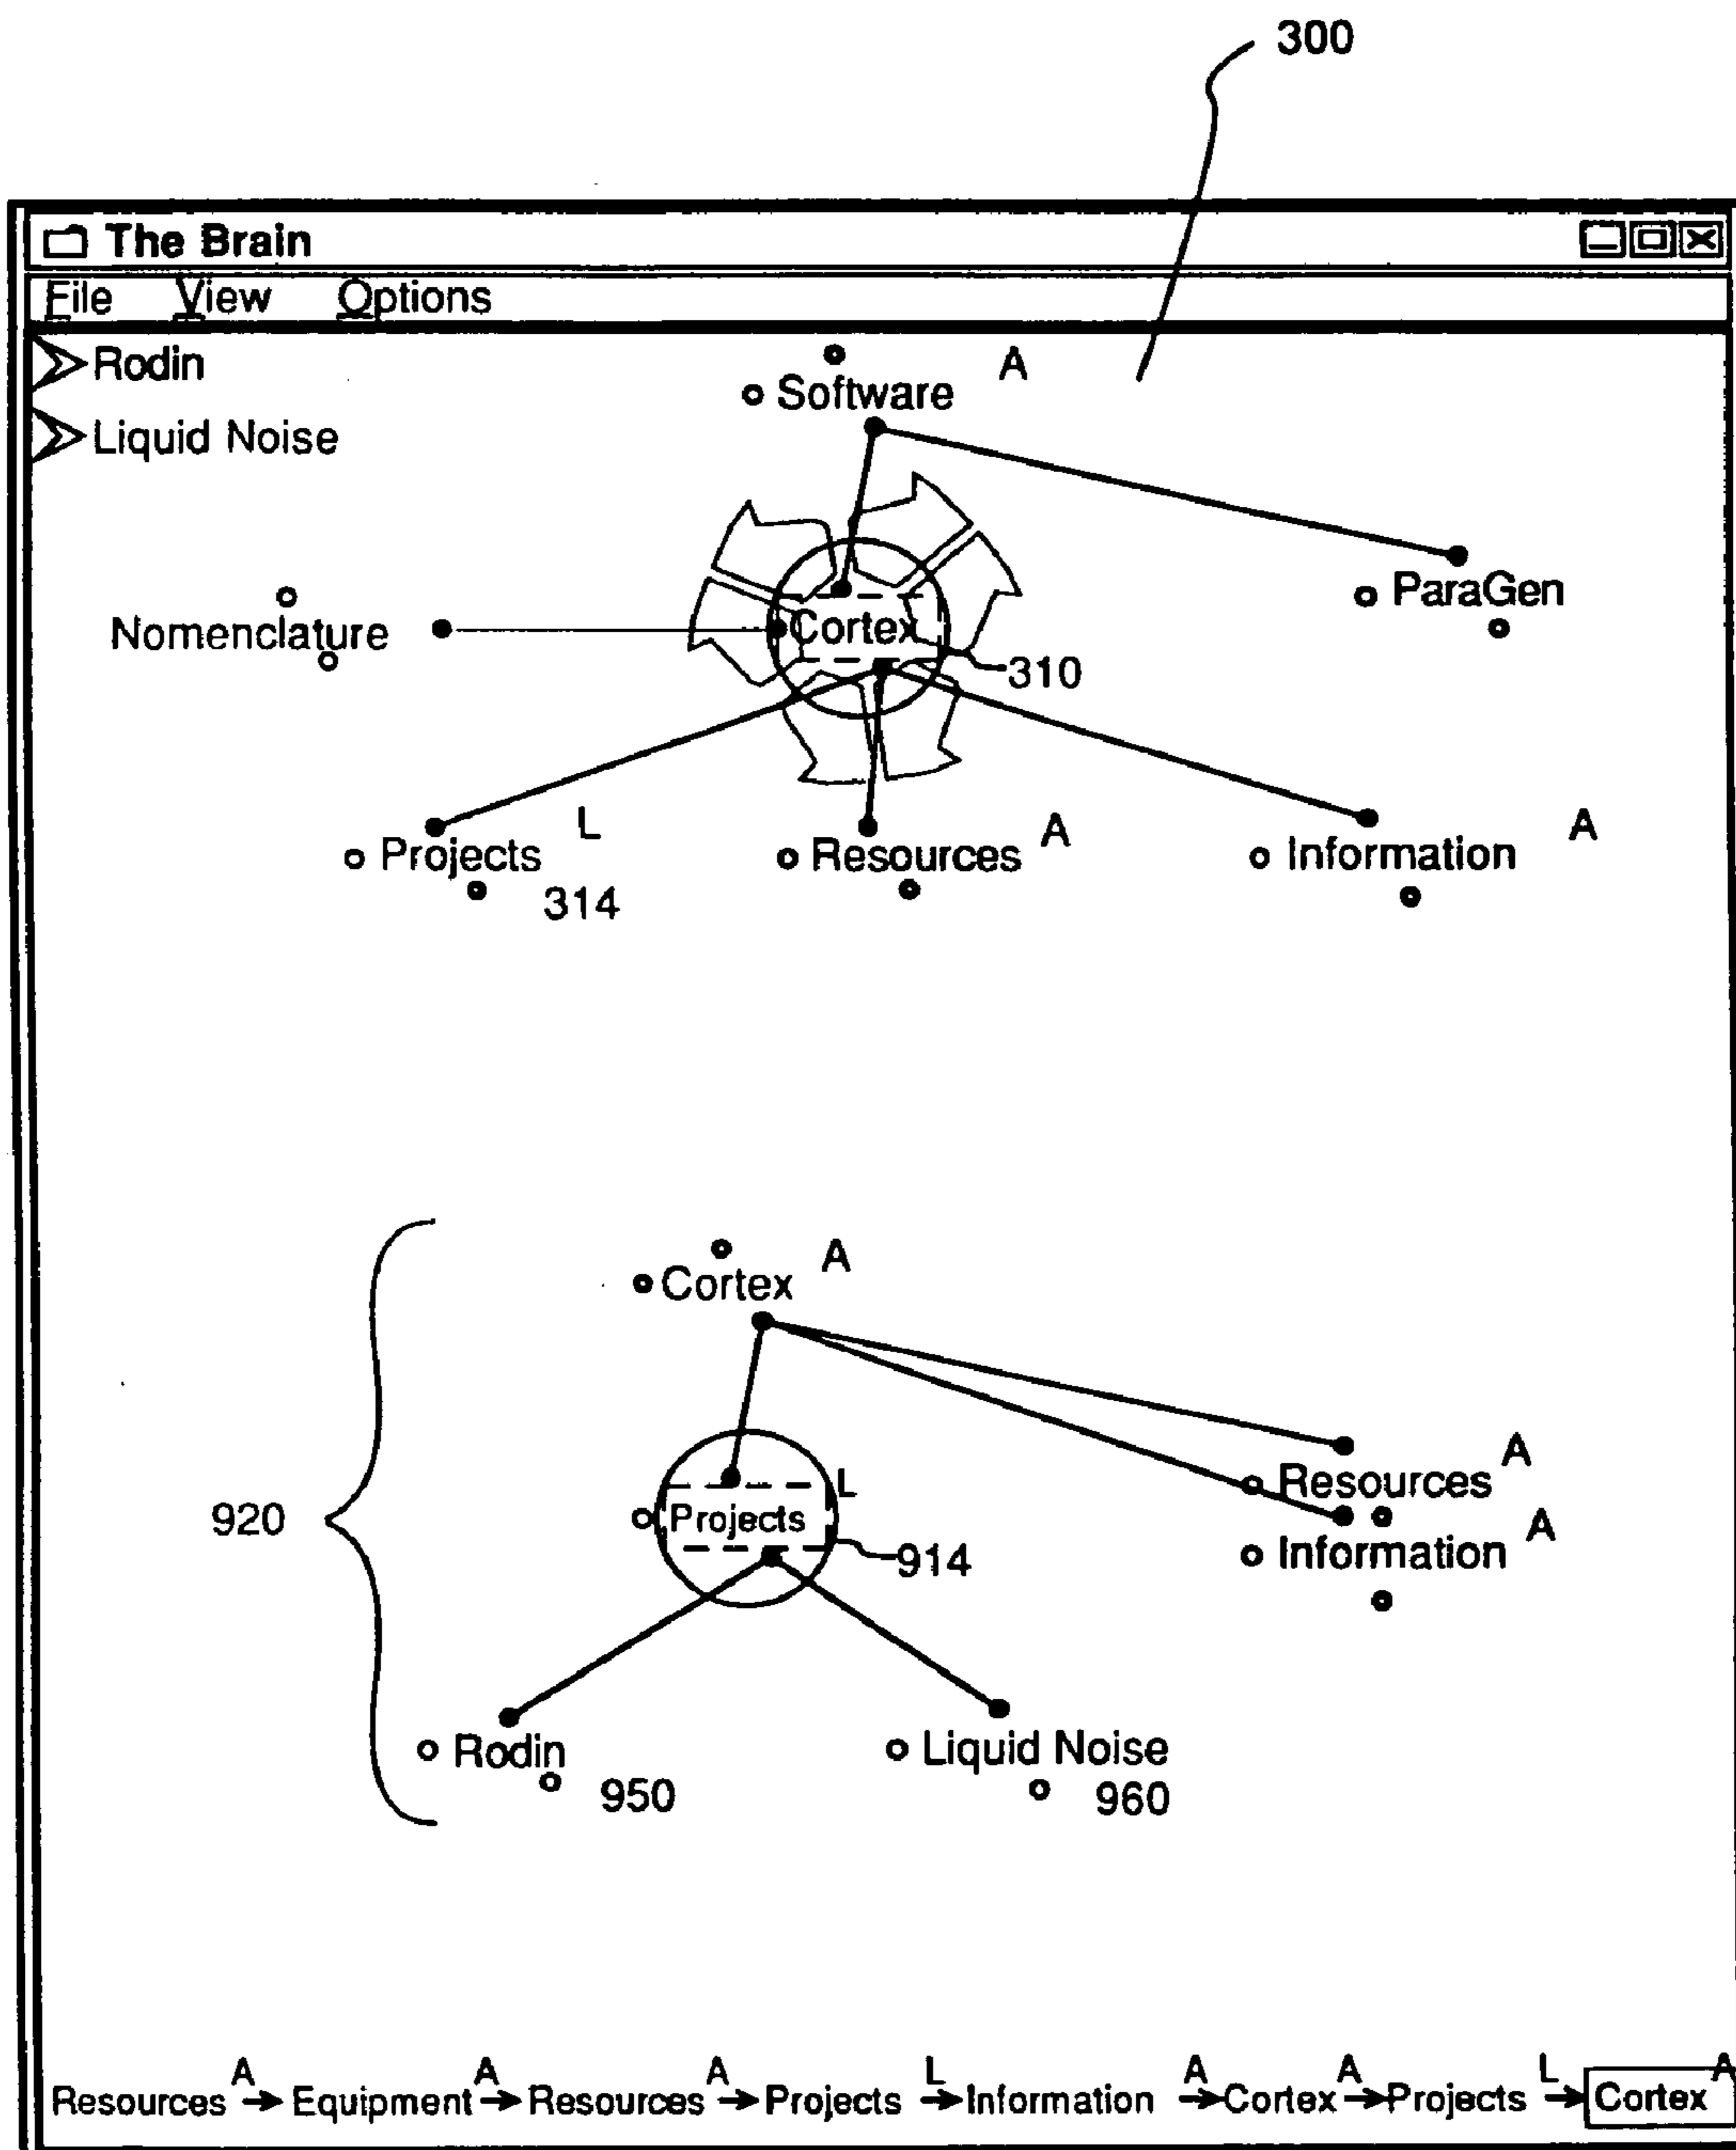 300
The Brain
File View Options
Rodin
Software A
Liquid Noise
ParaGen
Nomenclature
Cortex
310
Projects L
314
Resources A
Information A
Cortex A
920
Projects L
914
Resources A
Information A
Rodin
950
Liquid Noise
960
Resources A → Equipment A → Resources A → Projects L → Information A → Cortex A → Projects L → Cortex A